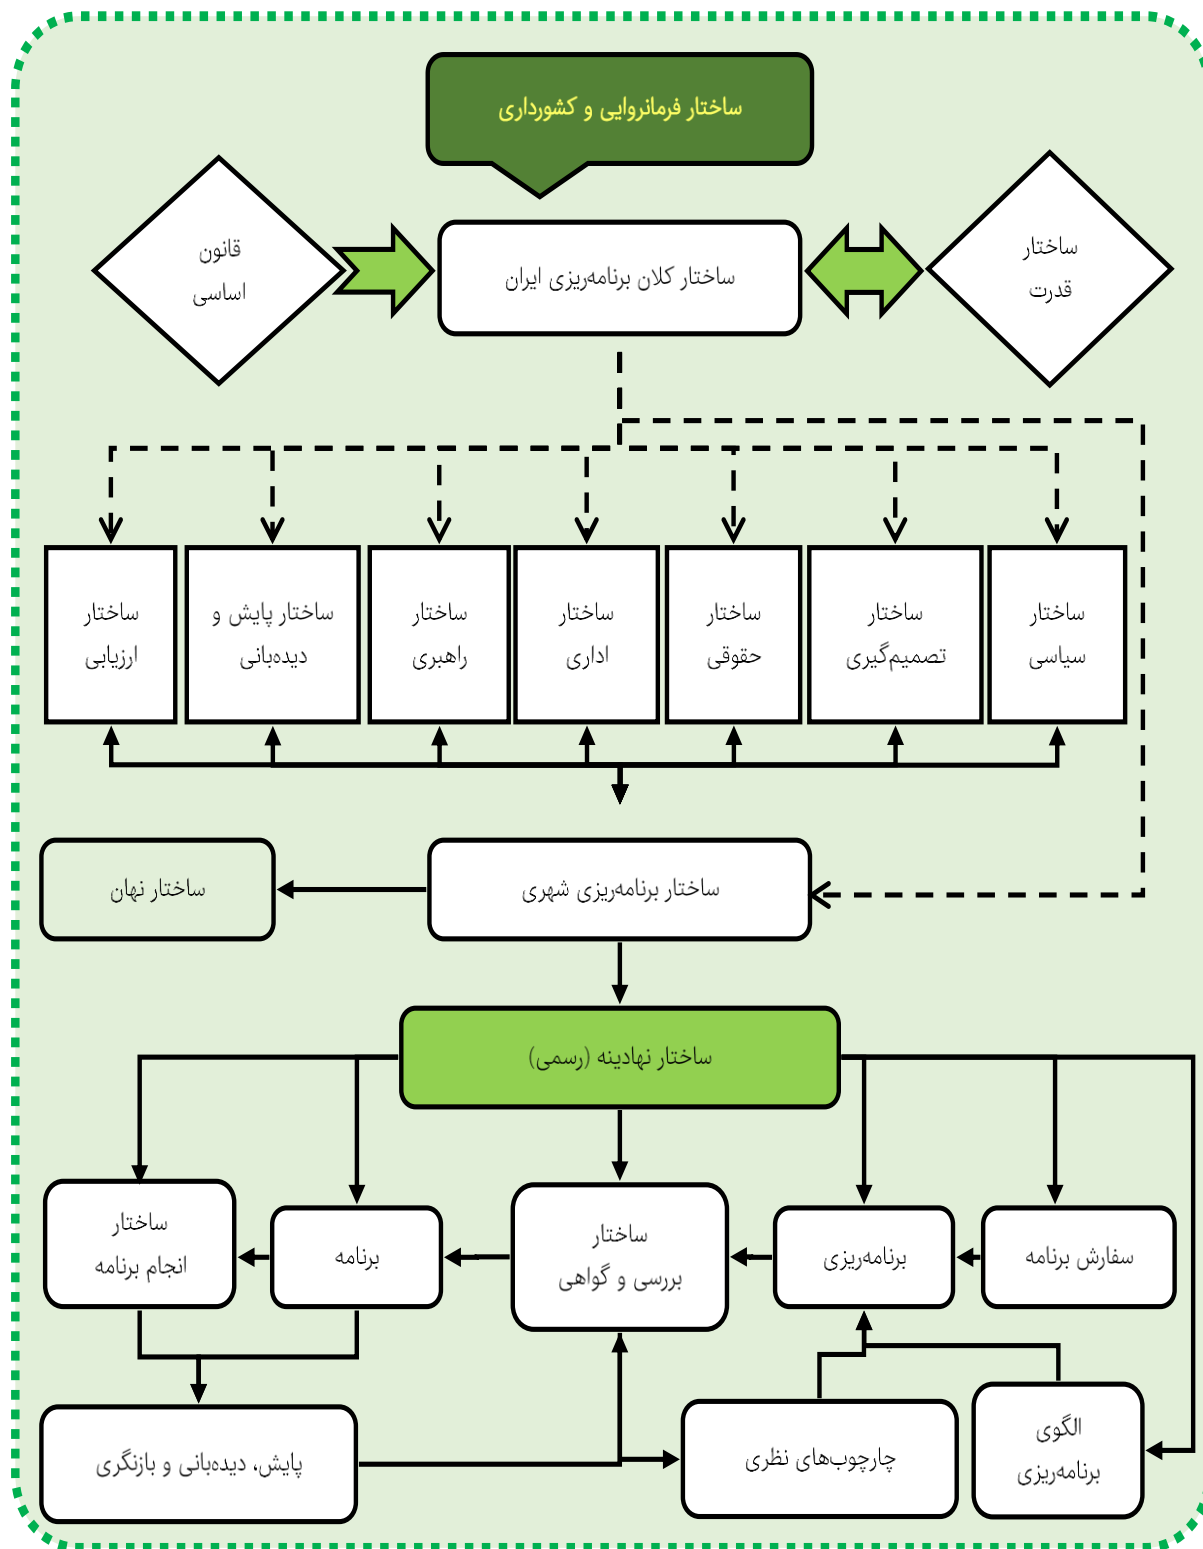 ساختار فرمانروایی و کشورداری
ساختار
قدرت
ساختار کلان برنامه‌ریزی ایران
قانون
اساسی
ساختار
سیاسی
ساختار
تصمیم‌گیری
ساختار
حقوقی
ساختار
اداری
ساختار
راهبری
ساختار پایش و
دیده‌بانی
ساختار
ارزیابی
ساختار برنامه‌ریزی شهری
ساختار نهان
ساختار نهادینه (رسمی)
سفارش برنامه
برنامه‌ریزی
ساختار
بررسی و گواهی
برنامه
ساختار
انجام برنامه
الگوی
برنامه‌ریزی
چارچوب‌های نظری
پایش، دیده‌بانی و بازنگری